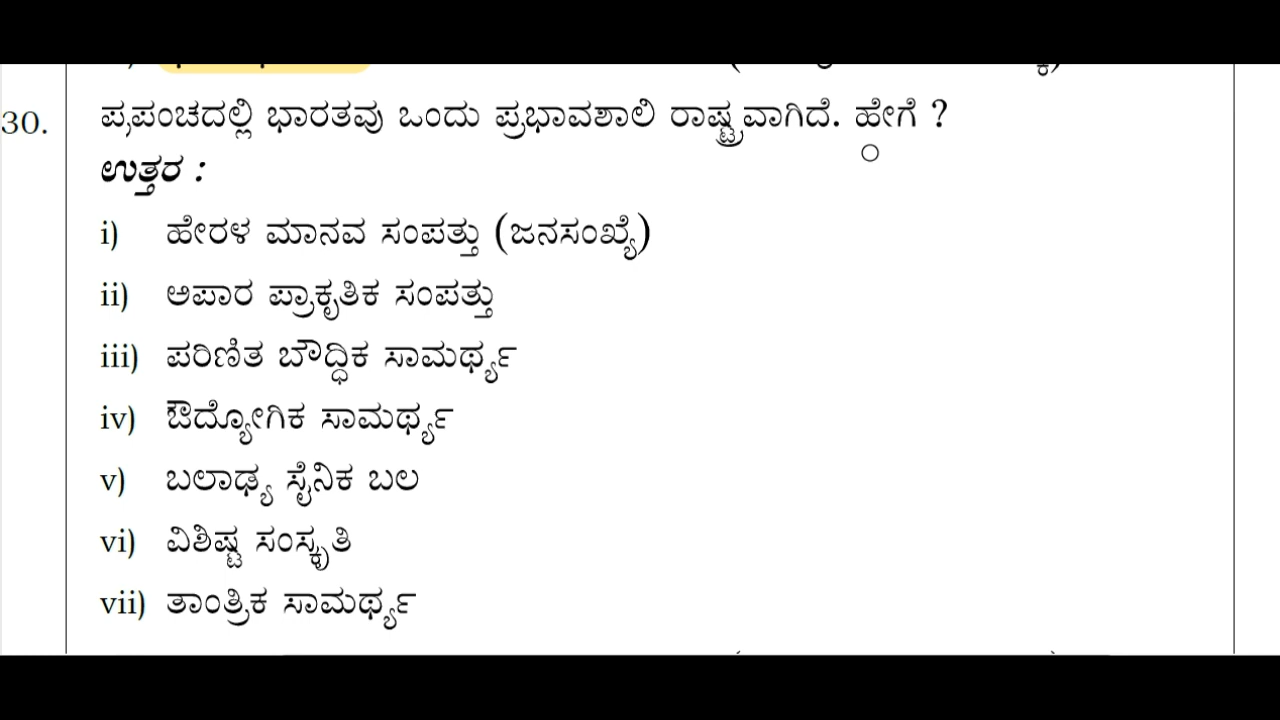 30. ಪ್ರಪಂಚದಲ್ಲಿ ಭಾರತವು ಒಂದು ಪ್ರಭಾವಶಾಲಿ ರಾಷ್ಟ್ರವಾಗಿದೆ. ಹೇಗೆ ?
ಉತ್ತರ :
i) ಹೇರಳ ಮಾನವ ಸಂಪತ್ತು (ಜನಸಂಖ್ಯೆ)
ii) ಅಪಾರ ಪ್ರಾಕೃತಿಕ ಸಂಪತ್ತು
iii) ಪರಿಣಿತ ಬೌದ್ಧಿಕ ಸಾಮರ್ಥ್ಯ
iv) ಔದ್ಯೋಗಿಕ ಸಾಮರ್ಥ್ಯ
v) ಬಲಾಢ್ಯ ಸೈನಿಕ ಬಲ
vi) ವಿಶಿಷ್ಟ ಸಂಸ್ಕೃತಿ
vii) ತಾಂತ್ರಿಕ ಸಾಮರ್ಥ್ಯ